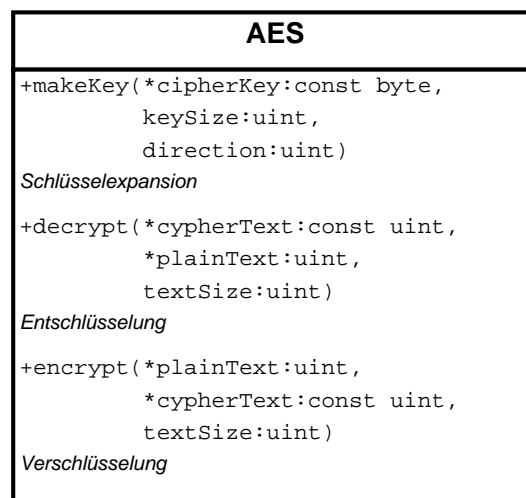 AES
+makeKey(*cipherKey:const byte,
keySize:uint,
direction:uint)
Schlüsselexpansion
+decrypt(*cypherText:const uint,
*plainText:uint,
textSize:uint)
Entschlüsselung
+encrypt(*plainText:uint,
*cypherText:const uint,
textSize:uint)
Verschlüsselung